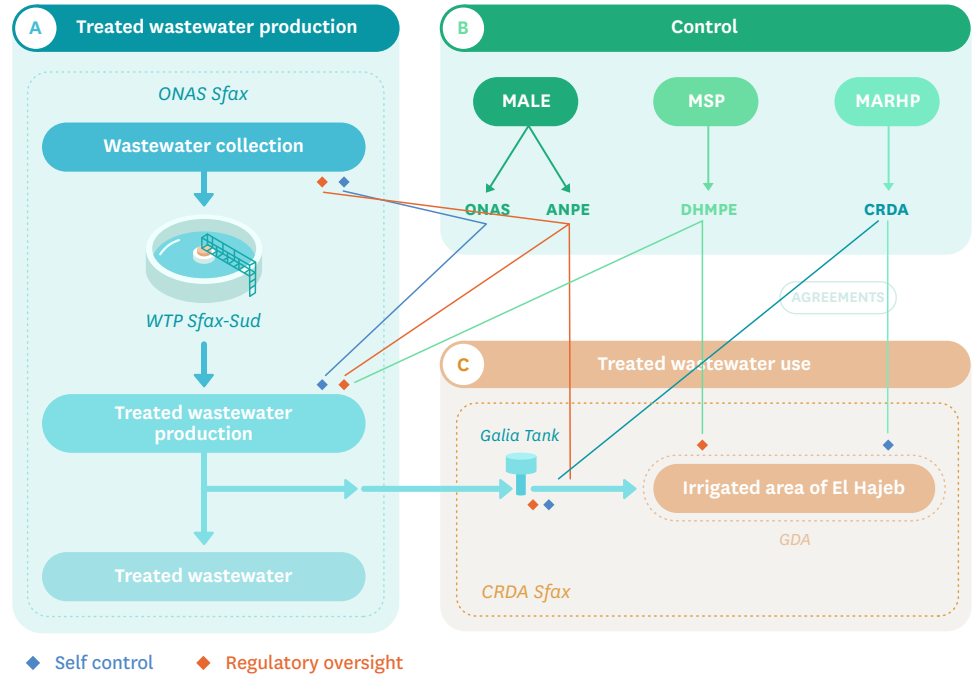 A
Treated wastewater production
ONAS Sfax
Wastewater collection
WTP Sfax-Sud
Treated wastewater
production
Treated wastewater
B
Control
MALE
MSP
MARHP
ONAS
ANPE
DHMPE
CRDA
AGREEMENTS
C
Treated wastewater use
Galia Tank
Irrigated area of El Hajeb
GDA
CRDA Sfax
Self control
Regulatory oversight